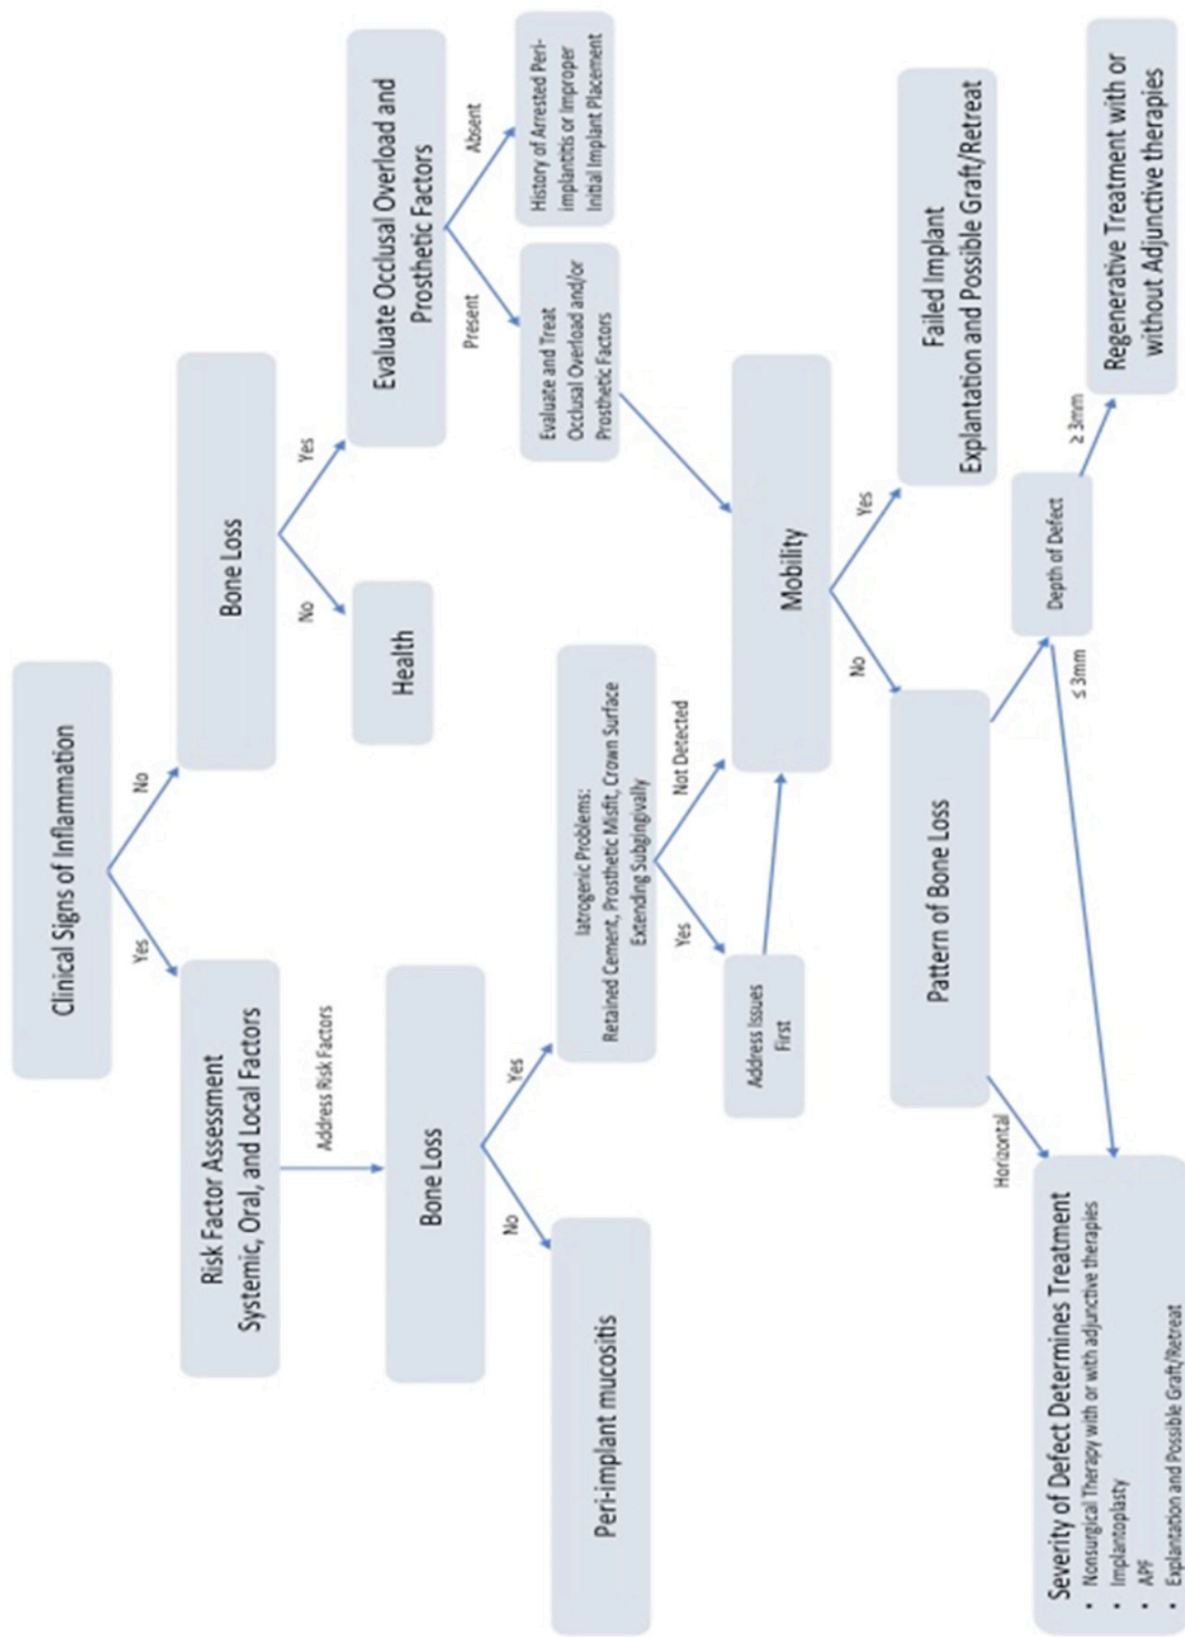 Clinical Signs of Inflammation
Yes
No
Risk Factor Assessment
Systemic, Oral, and Local Factors
Bone Loss
Address Risk Factors
No
Yes
Bone Loss
Health
Evaluate Occlusal Overload and
Prosthetic Factors
No
Yes
Present
Absent
Peri-implant mucositis
Iatrogenic Problems:
Retained Cement, Prosthetic Misfit, Crown Surface
Extending Subgingivally
Evaluate and Treat
Occlusal Overload and/or
Prosthetic Factors
History of Arrested Peri-
implantitis or Improper
Initial Implant Placement
Yes
Not Detected
Address Issues
First
Mobility
No
Yes
Pattern of Bone Loss
Failed Implant
Explantation and Possible Graft/Retreat
Horizontal
Depth of Defect
≤ 3mm
≥ 3mm
Severity of Defect Determines Treatment
• Nonsurgical Therapy with or with adjunctive therapies
• Implantoplasty
• APF
• Explantation and Possible Graft/Retreat
Regenerative Treatment with or
without Adjunctive therapies